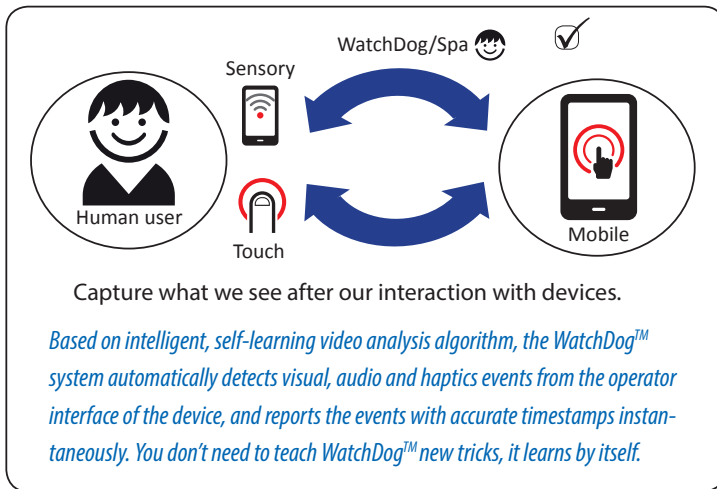 WatchDog/Spa
Sensory
Human user
Touch
Mobile
Capture what we see after our interaction with devices.
Based on intelligent, self-learning video analysis algorithm, the WatchDog™
system automatically detects visual, audio and haptics events from the operator
interface of the device, and reports the events with accurate timestamps instan-
taneously. You don’t need to teach WatchDog™ new tricks, it learns by itself.